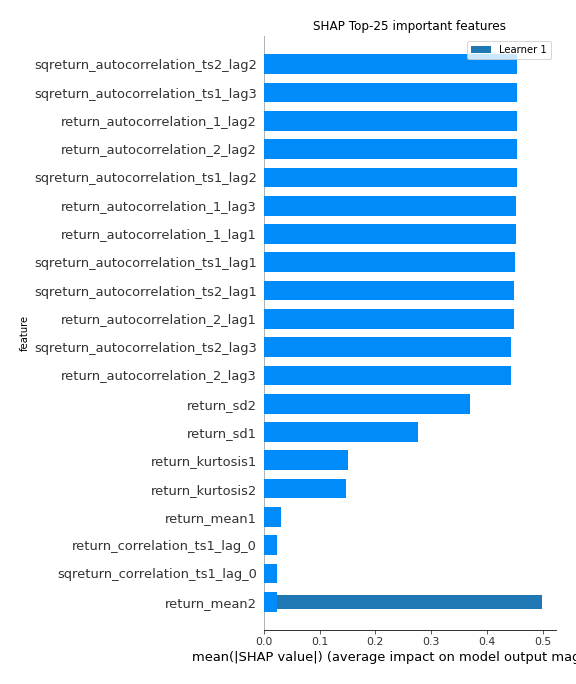 SHAP Top-25 important features
Learner 1
sqreturn_autocorrelation_ts2_lag2
sqreturn_autocorrelation_ts1_lag3
return_autocorrelation_1_lag2
return_autocorrelation_2_lag2
sqreturn_autocorrelation_ts1_lag2
return_autocorrelation_1_lag3
return_autocorrelation_1_lag1
sqreturn_autocorrelation_ts1_lag1
sqreturn_autocorrelation_ts2_lag1
return_autocorrelation_2_lag1
sqreturn_autocorrelation_ts2_lag3
return_autocorrelation_2_lag3
return_sd2
return_sd1
return_kurtosis1
return_kurtosis2
return_mean1
return_correlation_ts1_lag_0
sqreturn_correlation_ts1_lag_0
return_mean2
feature
0.0 0.1 0.2 0.3 0.4 0.5
mean(|SHAP value|) (average impact on model output mag